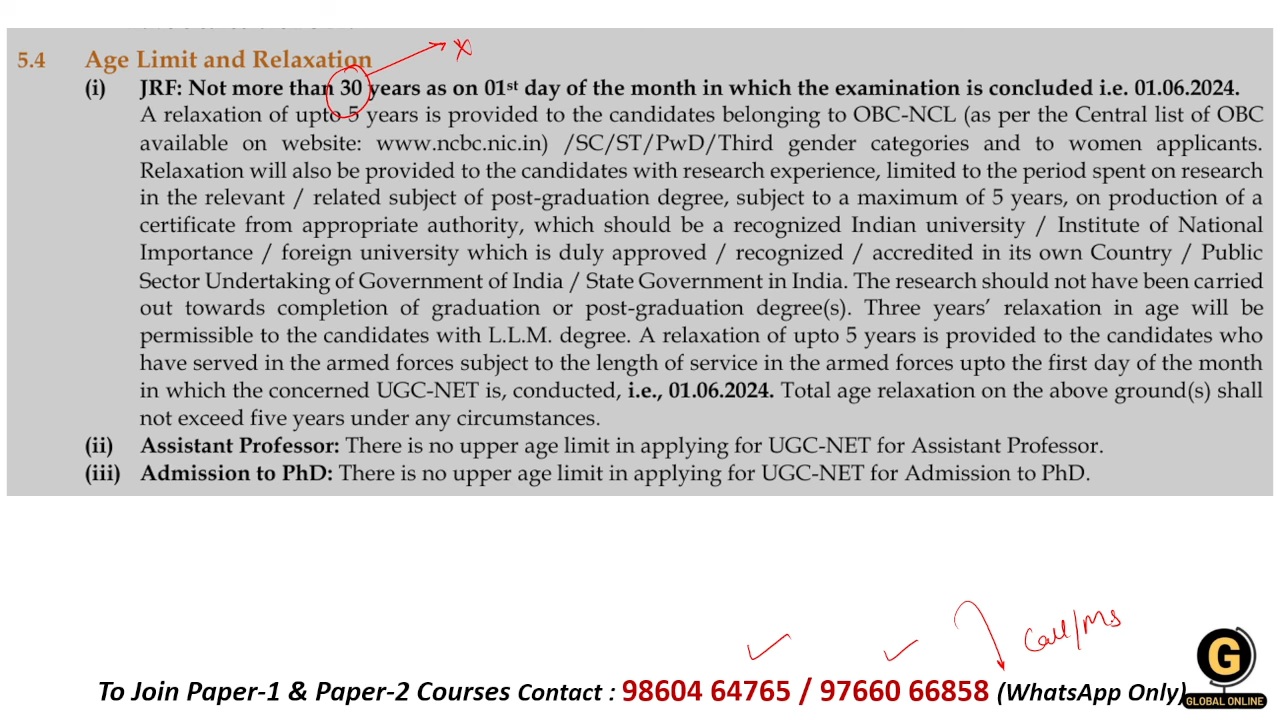 5.4 Age Limit and Relaxation
(i) JRF: Not more than 30 years as on 01st day of the month in which the examination is concluded i.e. 01.06.2024.
A relaxation of upto 5 years is provided to the candidates belonging to OBC-NCL (as per the Central list of OBC
available on website: www.ncbc.nic.in) /SC/ST/PwD/Third gender categories and to women applicants.
Relaxation will also be provided to the candidates with research experience, limited to the period spent on research
in the relevant / related subject of post-graduation degree, subject to a maximum of 5 years, on production of a
certificate from appropriate authority, which should be a recognized Indian university / Institute of National
Importance / foreign university which is duly approved / recognized / accredited in its own Country / Public
Sector Undertaking of Government of India / State Government in India. The research should not have been carried
out towards completion of graduation or post-graduation degree(s). Three years’ relaxation in age will be
permissible to the candidates with L.L.M. degree. A relaxation of upto 5 years is provided to the candidates who
have served in the armed forces subject to the length of service in the armed forces upto the first day of the month
in which the concerned UGC-NET is, conducted, i.e., 01.06.2024. Total age relaxation on the above ground(s) shall
not exceed five years under any circumstances.
(ii) Assistant Professor: There is no upper age limit in applying for UGC-NET for Assistant Professor.
(iii) Admission to PhD: There is no upper age limit in applying for UGC-NET for Admission to PhD.
Call/Ms
To Join Paper-1 & Paper-2 Courses Contact : 98604 64765 / 97660 66858 (WhatsApp Only)
G
GLOBAL ONLINE